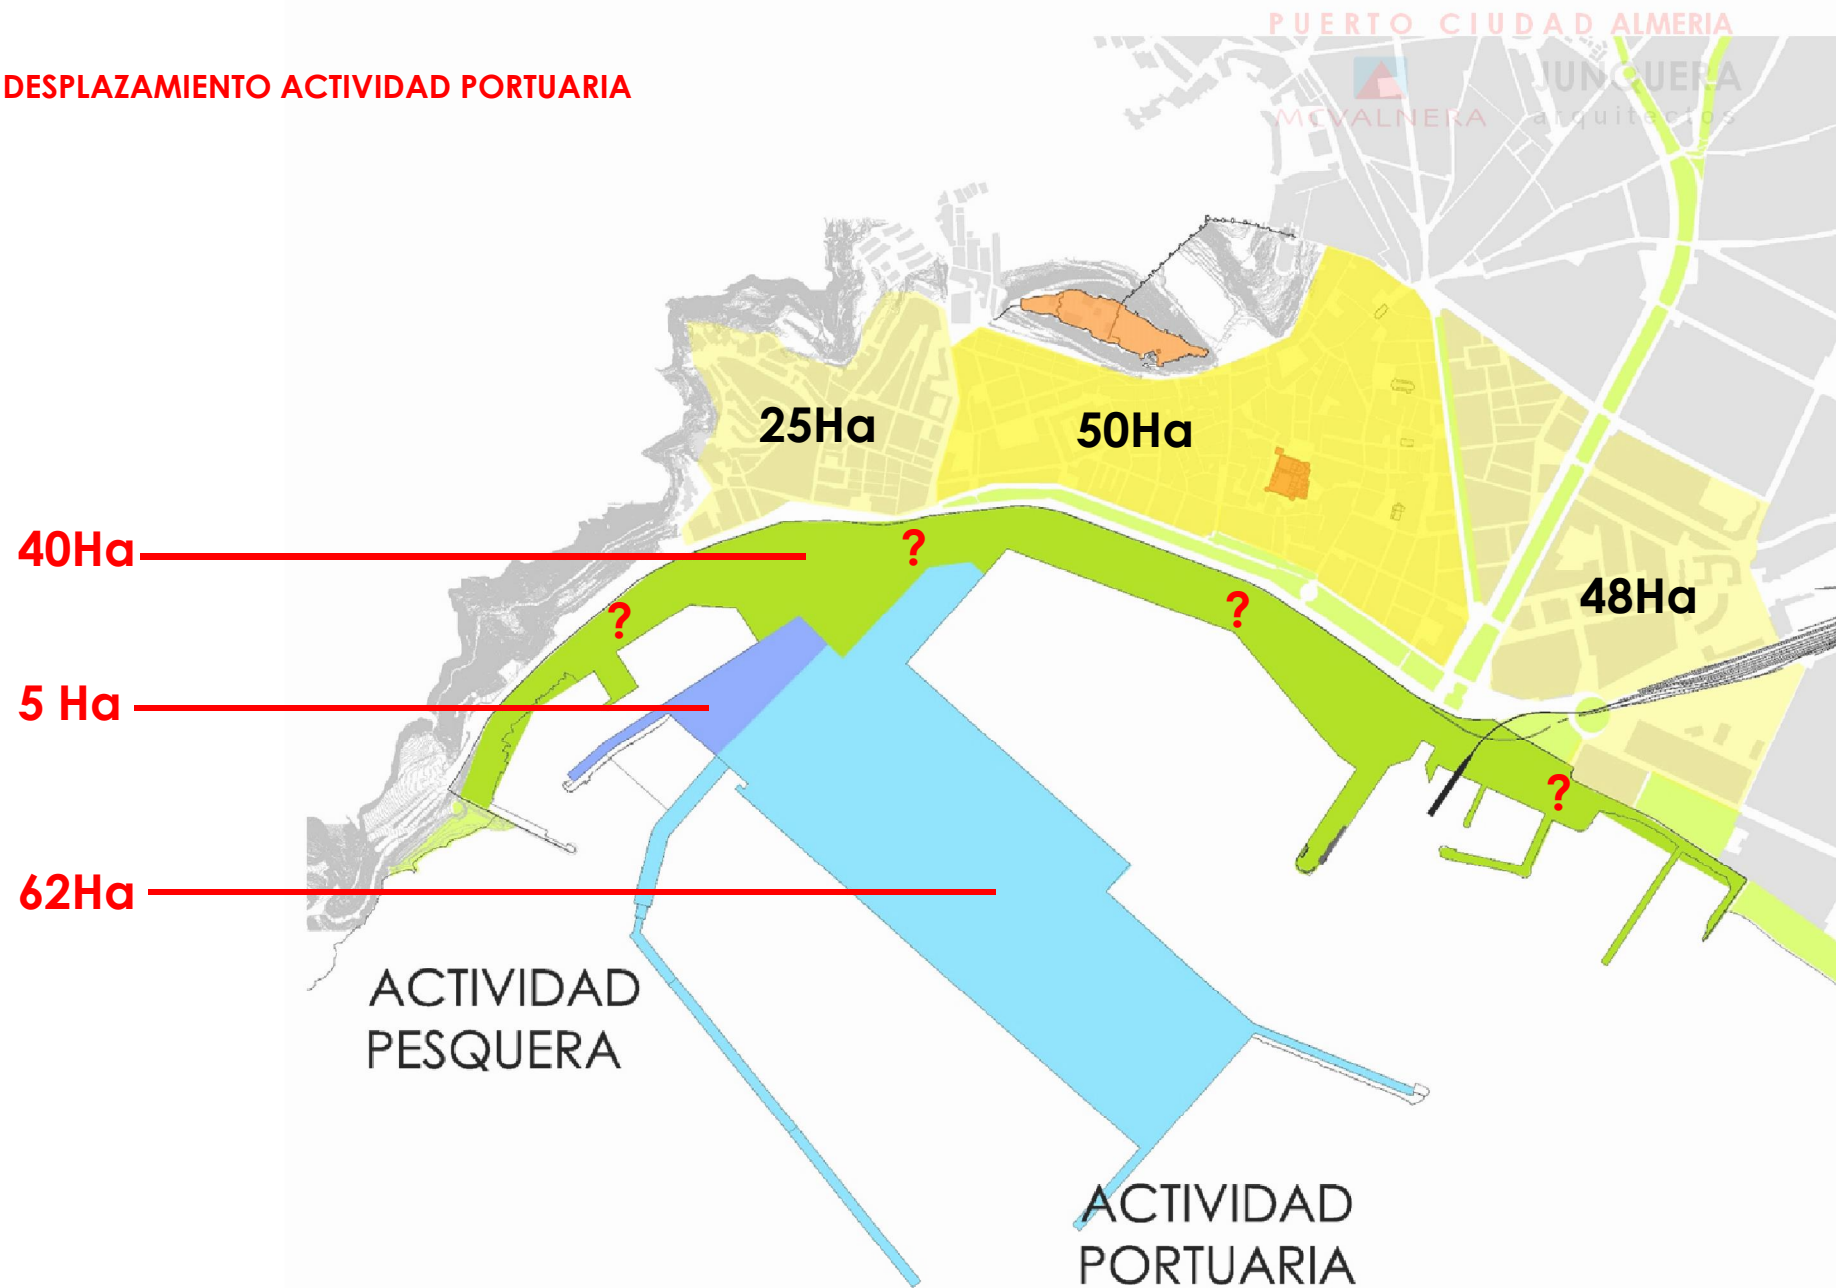 PUERTO CIUDAD ALMERIA
DESPLAZAMIENTO ACTIVIDAD PORTUARIA
JUNQUERA
MCVALNERA
arquitectos
25Ha
50Ha
40Ha
?
?
?
48Ha
5 Ha
?
62Ha
ACTIVIDAD
PESQUERA
ACTIVIDAD
PORTUARIA